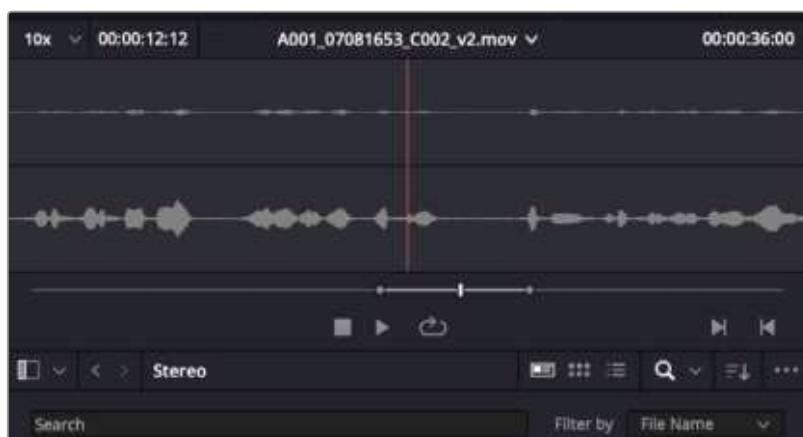 10x 00:00:12:12 A001_07081653_C002_v2.mov 00:00:36:00
Stereo
Search Filter by File Name